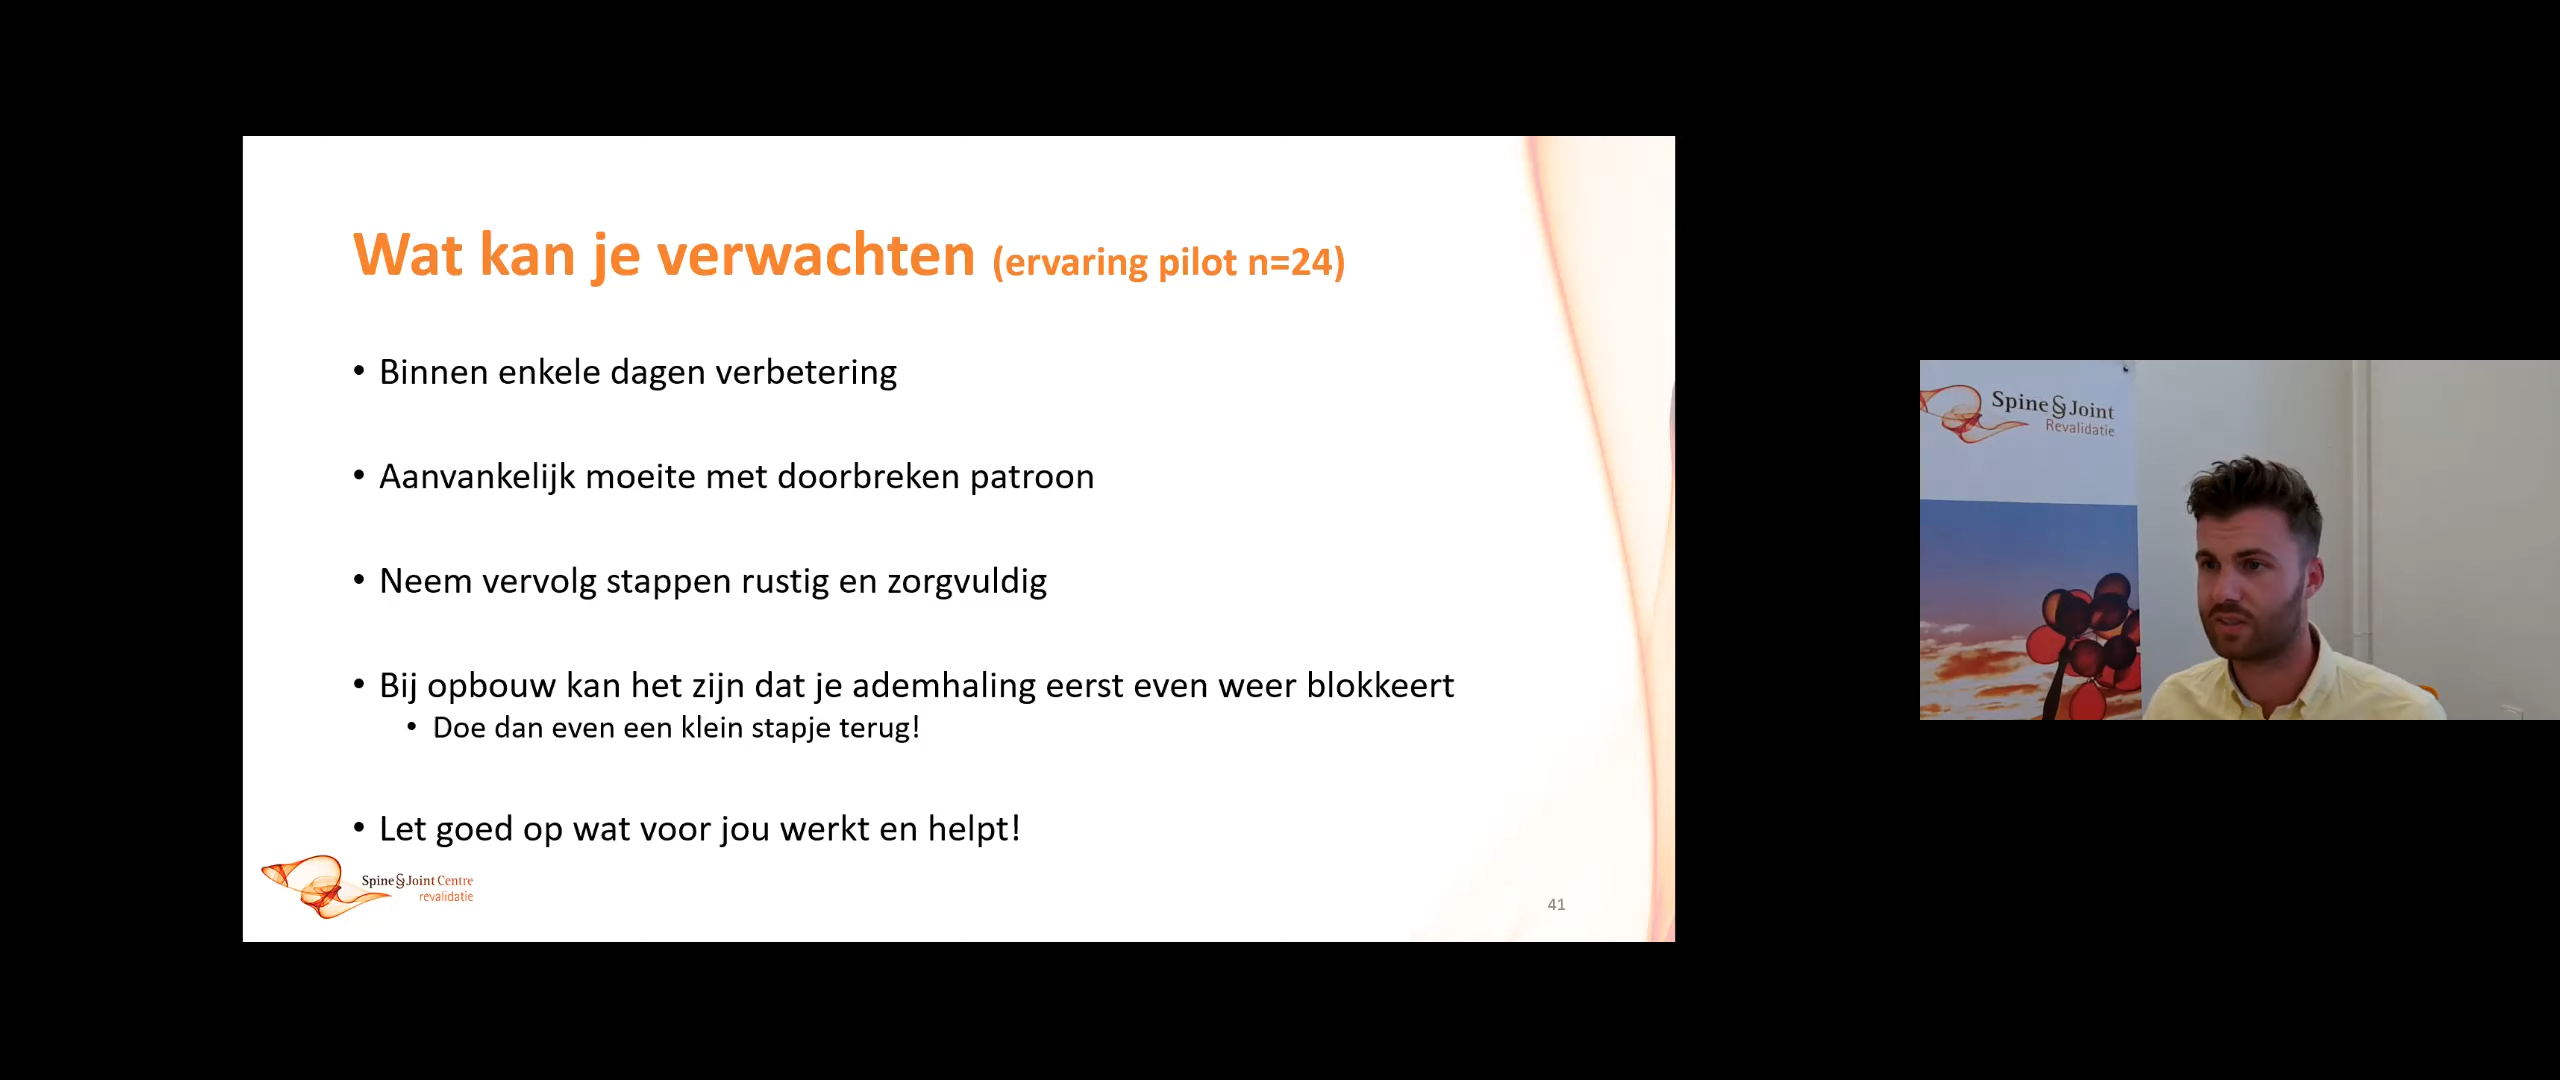 Wat kan je verwachten (ervaring pilot n=24)
• Binnen enkele dagen verbetering
• Aanvankelijk moeite met doorbreken patroon
• Neem vervolg stappen rustig en zorgvuldig
• Bij opbouw kan het zijn dat je ademhaling eerst even weer blokkeert
• Doe dan even een klein stapje terug!
• Let goed op wat voor jou werkt en helpt!
Spine&Joint Centre
revalidatie
41
Spine&Joint
Revalidatie